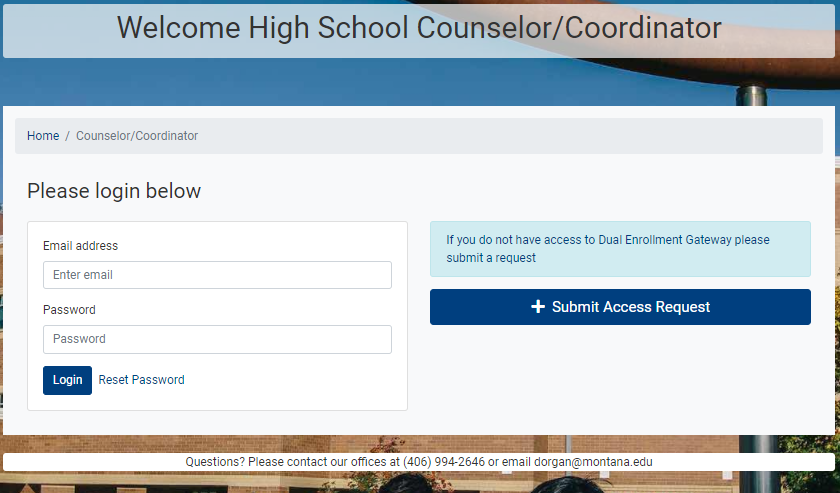 Welcome High School Counselor/Coordinator
Home / Counselor/Coordinator
Please login below
Email address
Enter email
Password
Password
Login Reset Password
If you do not have access to Dual Enrollment Gateway please
submit a request
+ Submit Access Request
Questions? Please contact our offices at (406) 994-2646 or email dorgan@montana.edu